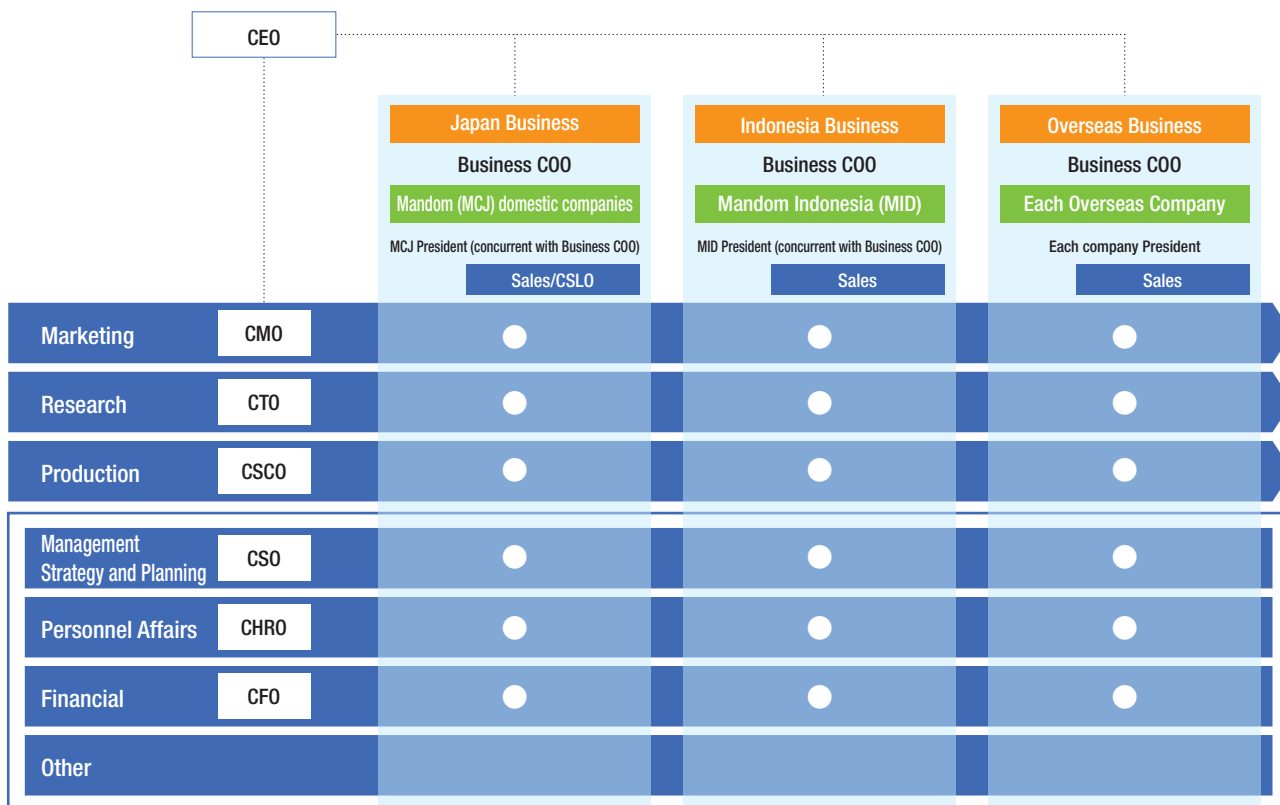 CEO
Japan Business
Indonesia Business
Overseas Business
Business COO
Business COO
Business COO
Mandom (MCJ) domestic companies
Mandom Indonesia (MID)
Each Overseas Company
MCJ President (concurrent with Business COO)
MID President (concurrent with Business COO)
Each company President
Sales/CSLO
Sales
Sales
Marketing
CMO
Research
CTO
Production
CSCO
Management
Strategy and Planning
CSO
Personnel Affairs
CHRO
Financial
CFO
Other